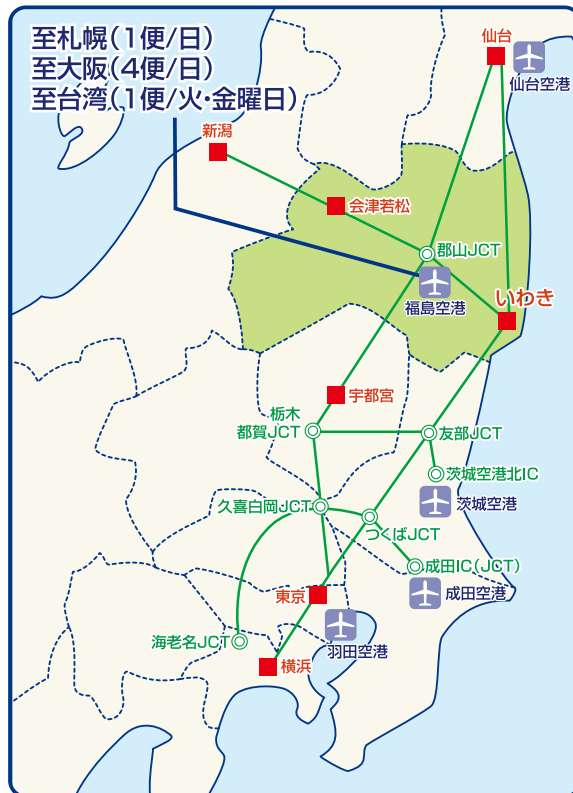 至札幌(1便/日)
至大阪(4便/日)
至台湾(1便/火・金曜日)
仙台
仙台空港
新潟
会津若松
郡山JCT
福島空港
いわき
宇都宮
栃木
都賀JCT
友部JCT
茨城空港北IC
茨城空港
久喜白岡JCT
つくばJCT
成田IC(JCT)
成田空港
東京
羽田空港
海老名JCT
横浜